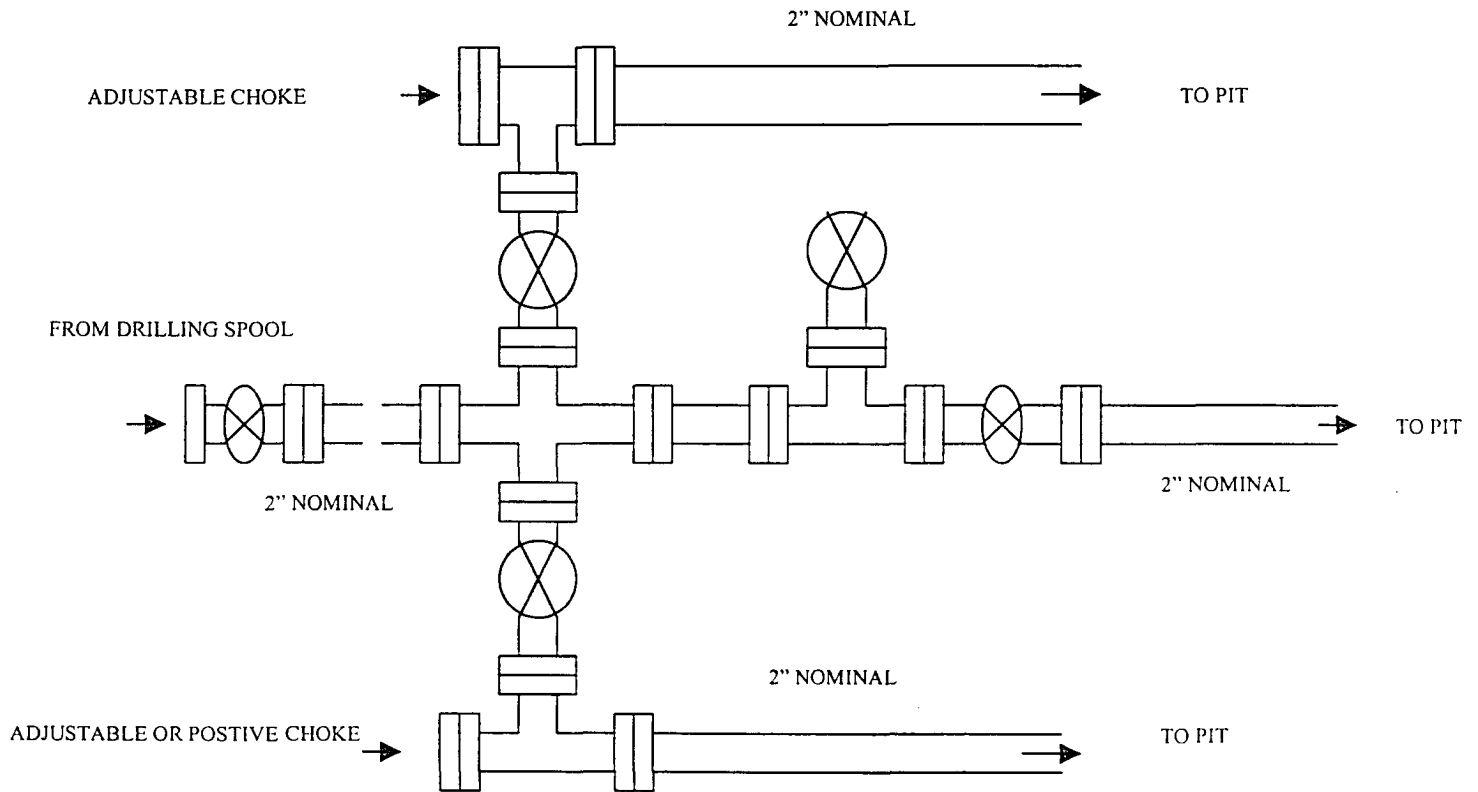 2” NOMINAL
ADJUSTABLE CHOKE
TO PIT
FROM DRILLING SPOOL
TO PIT
2” NOMINAL
2” NOMINAL
2” NOMINAL
ADJUSTABLE OR POSTIVE CHOKE
TO PIT